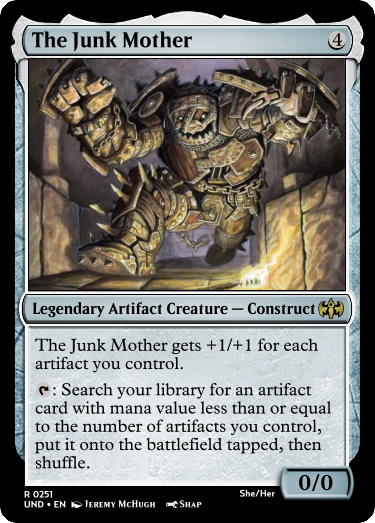 The Junk Mother 4
Legendary Artifact Creature — Construct
The Junk Mother gets +1/+1 for each
artifact you control.
: Search your library for an artifact
card with mana value less than or equal
to the number of artifacts you control,
put it onto the battlefield tapped, then
shuffle.
0/0
R 0251
She/Her
UND • EN Jeremy McHugh Shap